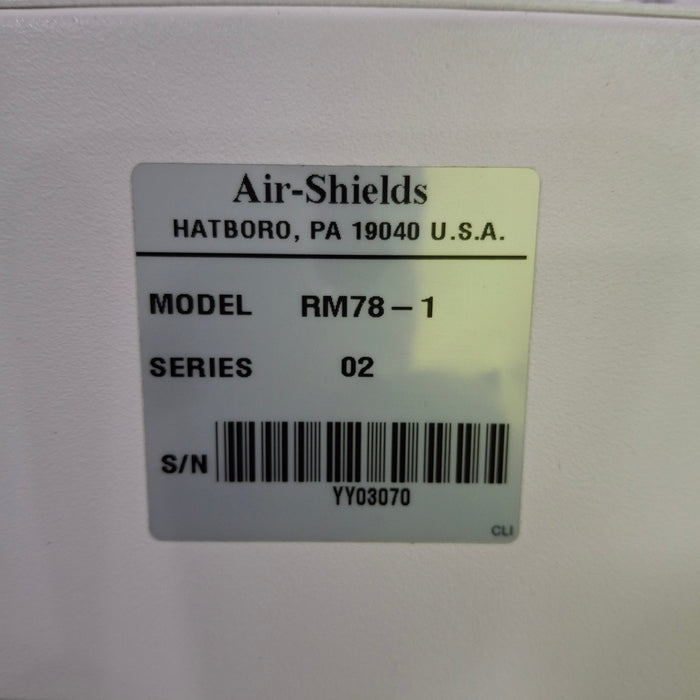 Air-Shields
HATBORO, PA 19040 U.S.A.
MODEL RM78-1
SERIES 02
S/N
YY03070
CLI